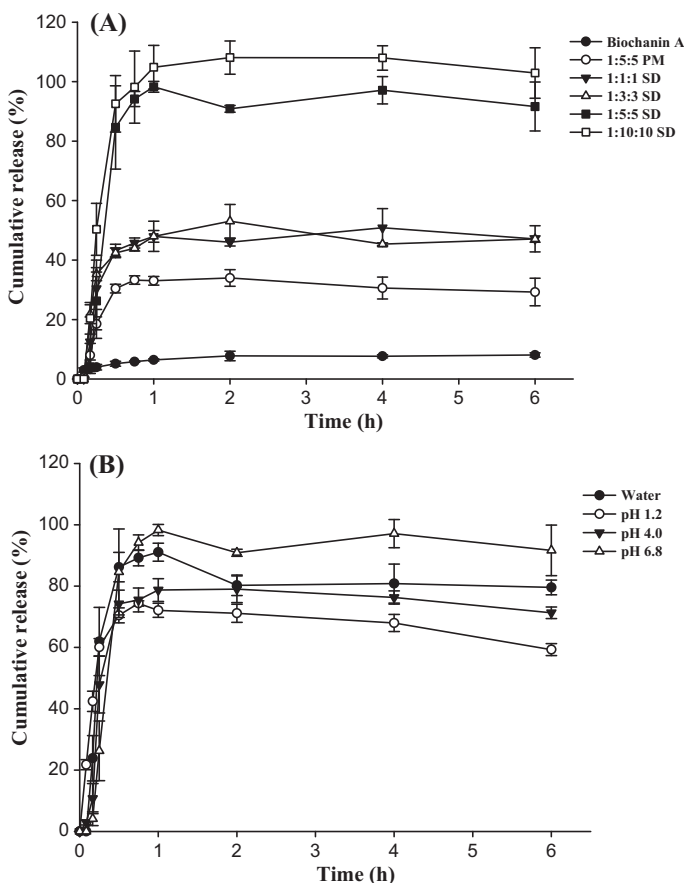 (A)
120
100
80
60
40
20
0
Cumulative release (%)
0
1
2
3
4
5
6
Time (h)
Biochanin A
1:5:5 PM
1:1:1 SD
1:3:3 SD
1:5:5 SD
1:10:10 SD
(B)
120
100
80
60
40
20
0
Cumulative release (%)
0
1
2
3
4
5
6
Time (h)
Water
pH 1.2
pH 4.0
pH 6.8